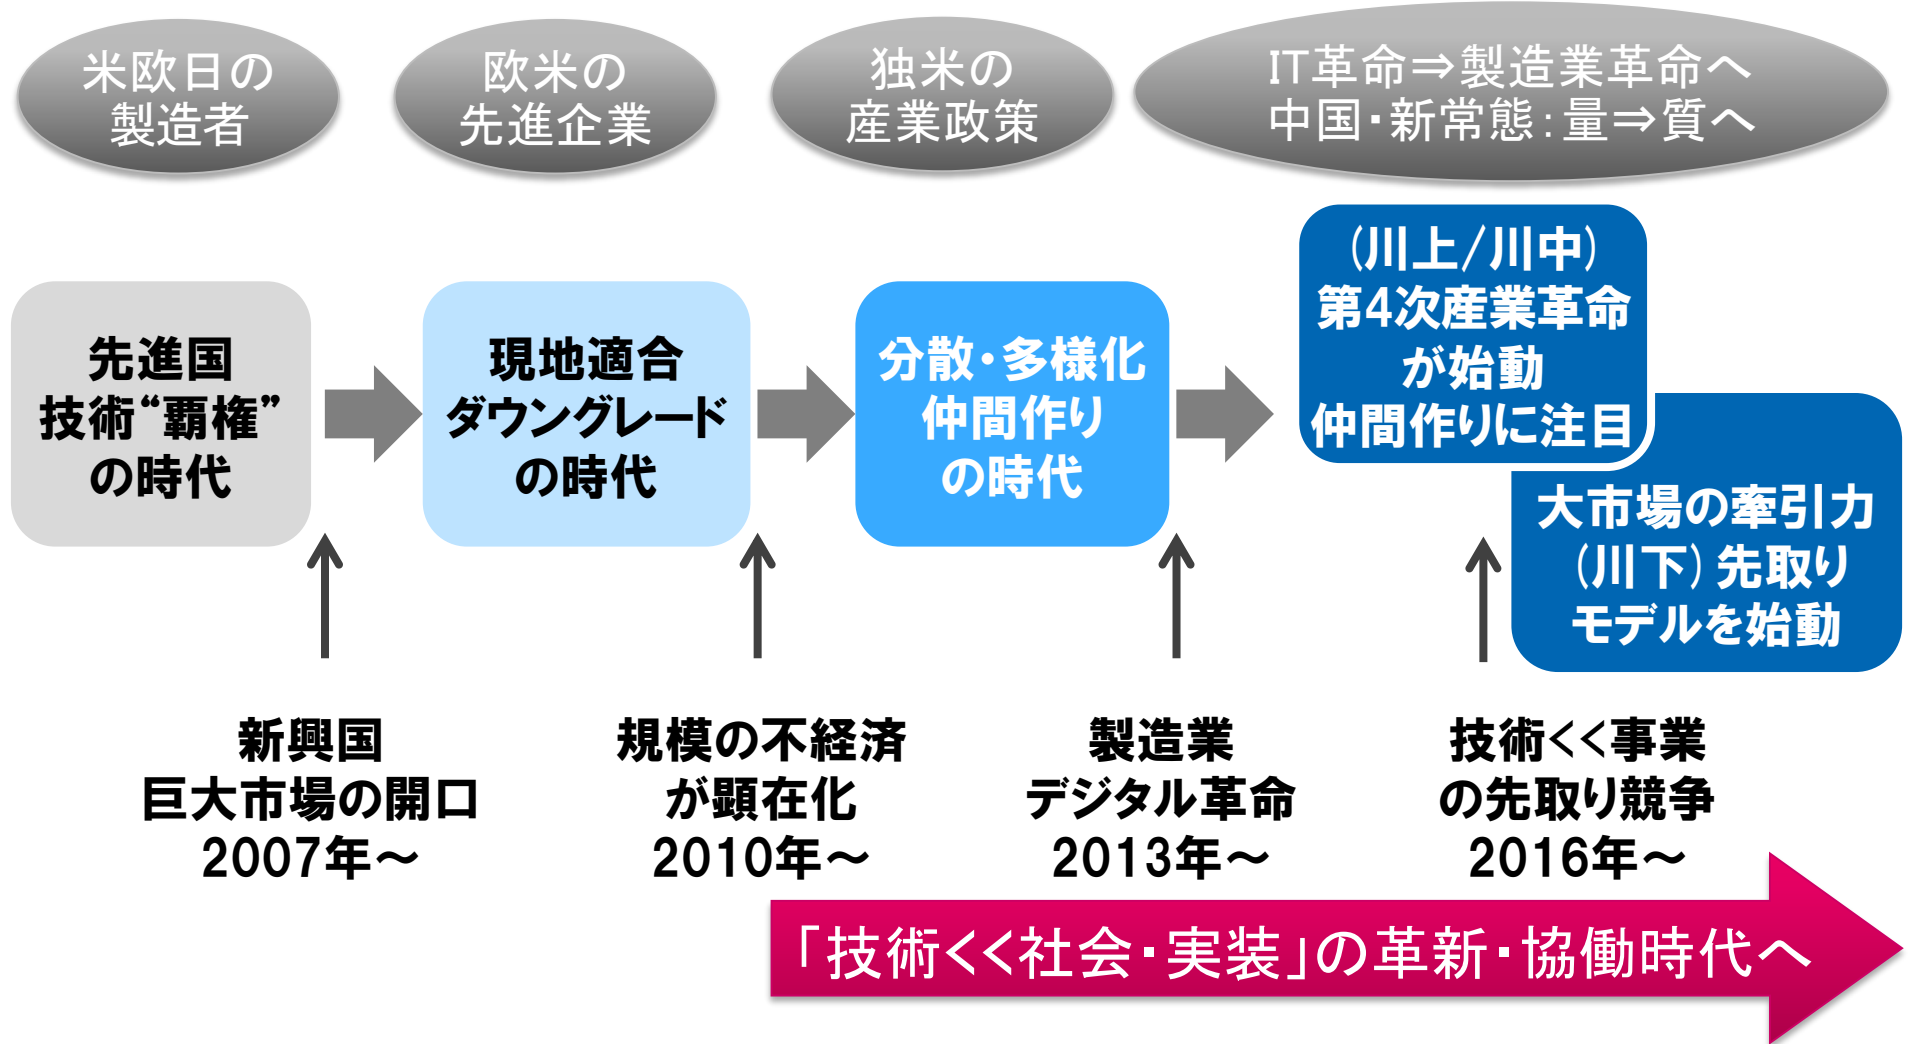 米欧日の
製造者
欧米の
先進企業
独米の
産業政策
IT革命⇒製造業革命へ
中国・新常態：量⇒質へ
先進国
技術“覇権”
の時代
現地適合
ダウングレード
の時代
分散・多様化
仲間作り
の時代
(川上/川中)
第4次産業革命
が始動
仲間作りに注目
大市場の牽引力
(川下)先取り
モデルを始動
新興国
巨大市場の開口
2007年～
規模の不経済
が顕在化
2010年～
製造業
デジタル革命
2013年～
技術<<事業
の先取り競争
2016年～
「技術<<社会・実装」の革新・協働時代へ